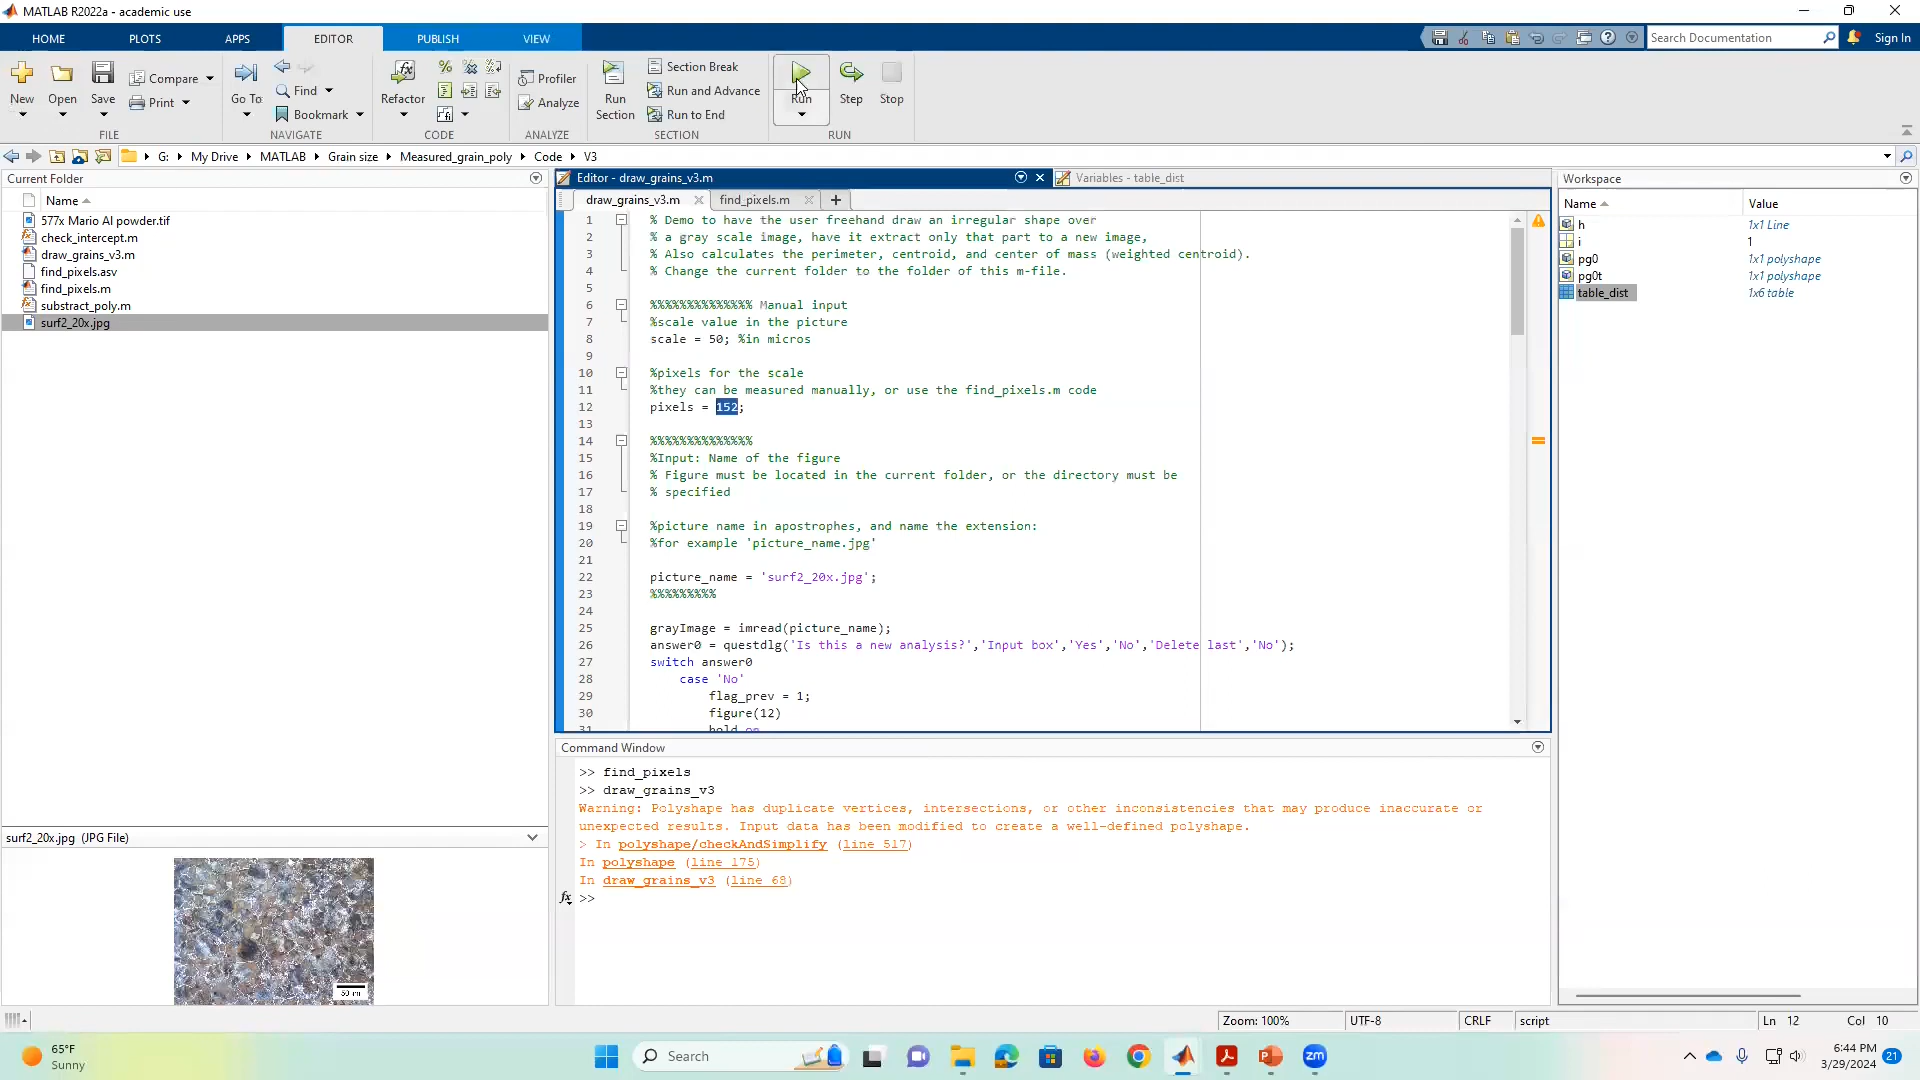 MATLAB R2022a - academic use
HOME PLOTS APPS EDITOR PUBLISH VIEW Search Documentation Sign In
New Open Save Compare Print
Go To Find Bookmark
Refactor
Profiler Analyze
Run Section Section Break Run and Advance Run to End
Run Step Stop
FILE NAVIGATE CODE ANALYZE SECTION RUN
G: My Drive MATLAB Grain size Measured_grain_poly Code V3
Current Folder
Name
577x Mario Al powder.tif
check_intercept.m
draw_grains_v3.m
find_pixels.asv
find_pixels.m
substract_poly.m
surf2_20x.jpg
surf2_20x.jpg (JPG File)
Editor - draw_grains_v3.m Variables - table_dist
draw_grains_v3.m find_pixels.m
1 % Demo to have the user freehand draw an irregular shape over
2 % a gray scale image, have it extract only that part to a new image,
3 % Also calculates the perimeter, centroid, and center of mass (weighted centroid).
4 % Change the current folder to the folder of this m-file.
5
6 %%%%%%%%%%%%%% Manual input
7 %scale value in the picture
8 scale = 50; %in micros
9
10 %pixels for the scale
11 %they can be measured manually, or use the find_pixels.m code
12 pixels = 152;
13
14 %%%%%%%%%%%%%%
15 %Input: Name of the figure
16 % Figure must be located in the current folder, or the directory must be
17 % specified
18
19 %picture name in apostrophes, and name the extension:
20 %for example 'picture_name.jpg'
21
22 picture_name = 'surf2_20x.jpg';
23 %%%%%%%%%
24
25 grayImage = imread(picture_name);
26 answer0 = questdlg('Is this a new analysis?','Input box','Yes','No','Delete last','No');
27 switch answer0
28 case 'No'
29 flag_prev = 1;
30 figure(12)
31 hold on
Command Window
>> find_pixels
>> draw_grains_v3
Warning: Polyshape has duplicate vertices, intersections, or other inconsistencies that may produce inaccurate or
unexpected results. Input data has been modified to create a well-defined polyshape.
> In polyshape/checkAndSimplify (line 517)
In polyshape (line 175)
In draw_grains_v3 (line 68)
fx >>
Workspace
Name Value
h 1x1 Line
i 1
pg0 1x1 polyshape
pg0t 1x1 polyshape
table_dist 1x6 table
Zoom: 100% UTF-8 CRLF script Ln 12 Col 10
65°F
Sunny
Search
zm
6:44 PM
3/29/2024
21